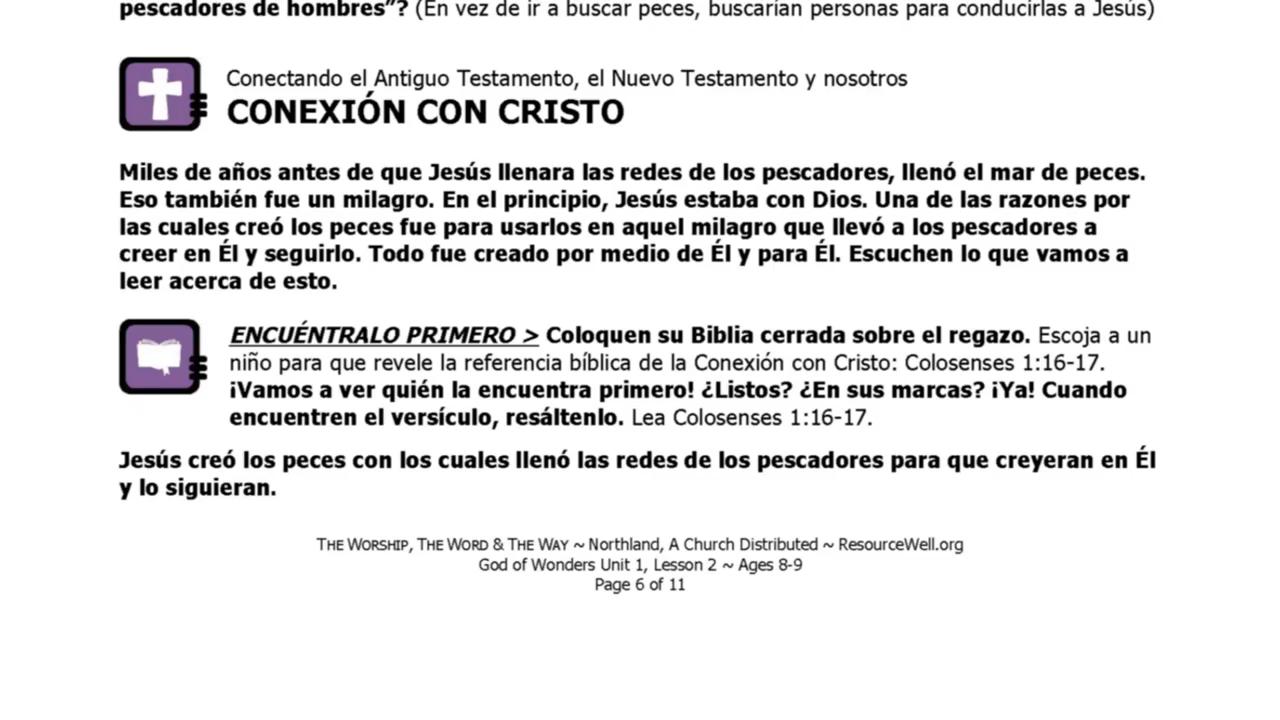 pescadores de hombres"? (En vez de ir a buscar peces, buscarían personas para conducirlas a Jesús)
Conectando el Antiguo Testamento, el Nuevo Testamento y nosotros
CONEXIÓN CON CRISTO
Miles de años antes de que Jesús llenara las redes de los pescadores, llenó el mar de peces.
Eso también fue un milagro. En el principio, Jesús estaba con Dios. Una de las razones por
las cuales creó los peces fue para usarlos en aquel milagro que llevó a los pescadores a
creer en Él y seguirlo. Todo fue creado por medio de Él y para Él. Escuchen lo que vamos a
leer acerca de esto.
ENCUÉNTRALO PRIMERO > Coloquen su Biblia cerrada sobre el regazo. Escoja a un
niño para que revele la referencia bíblica de la Conexión con Cristo: Colosenses 1:16-17.
¡Vamos a ver quién la encuentra primero! ¿Listos? ¿En sus marcas? ¡Ya! Cuando
encuentren el versículo, resáltenlo. Lea Colosenses 1:16-17.
Jesús creó los peces con los cuales llenó las redes de los pescadores para que creyeran en Él
y lo siguieran.
THE WORSHIP, THE WORD & THE WAY ~ Northland, A Church Distributed ~ ResourceWell.org
God of Wonders Unit 1, Lesson 2 ~ Ages 8-9
Page 6 of 11